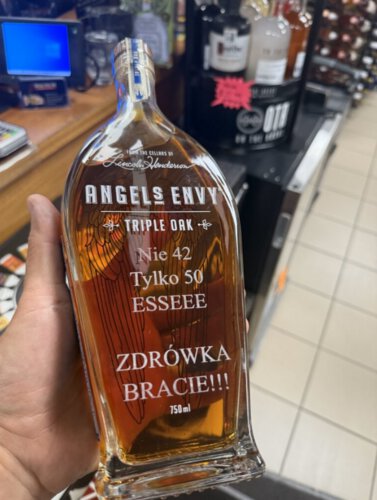 FROM THE CELLARS OF
Lincoln Henderson
ANGELS ENVY
TRIPLE OAK
Nie 42
Tylko 50
ESSEEE
ZDRÓWKA
BRACIE!!!
750 ml
OTR